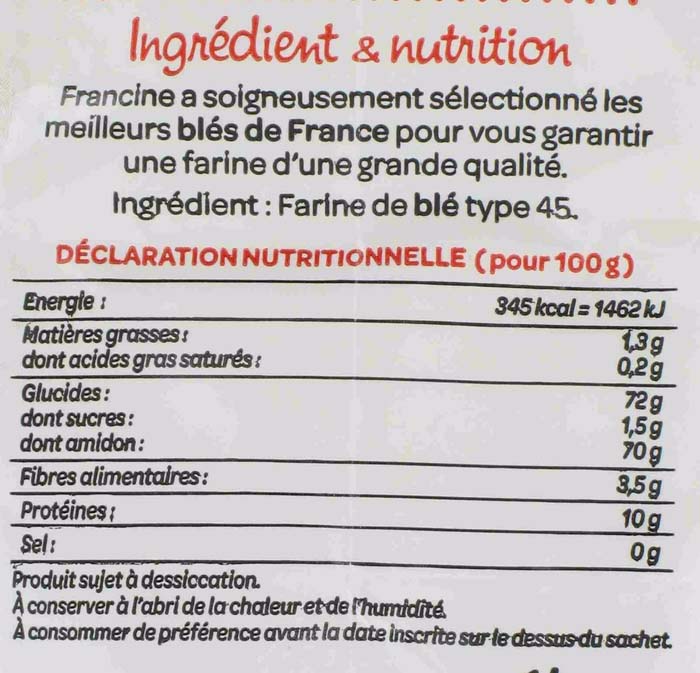 Ingrédient & nutrition
Francine a soigneusement sélectionné les
meilleurs blés de France pour vous garantir
une farine d'une grande qualité.
Ingrédient : Farine de blé type 45.
DÉCLARATION NUTRITIONNELLE (pour 100g)
Energie : 345 kcal = 1462 kJ
Matières grasses : 1,3 g
dont acides gras saturés : 0,2 g
Glucides : 72 g
dont sucres : 1,5 g
dont amidon : 70 g
Fibres alimentaires : 3,5 g
Protéines : 10 g
Sel : 0 g
Produit sujet à dessiccation.
À conserver à l'abri de la chaleur et de l'humidité.
À consommer de préférence avant la date inscrite sur le dessus du sachet.